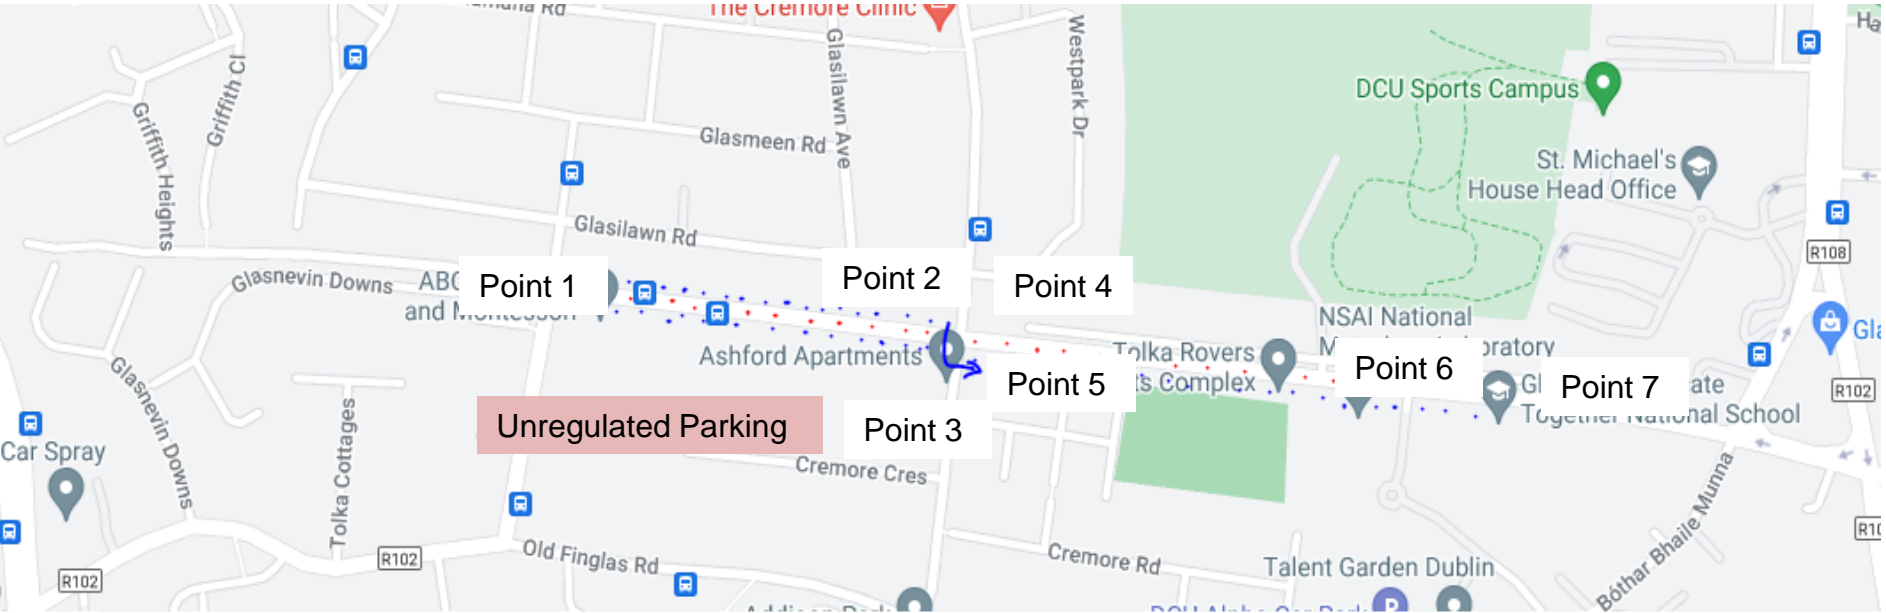 The Cremore Clinic
Glasilawn Ave
Westpark Dr
Griffith Cl
Griffith Heights
DCU Sports Campus
Glasmeen Rd
St. Michael's
House Head Office
Glasilawn Rd
R108
Glasnevin Downs
Point 1
and
Point 2
Point 4
NSAI National
Ashford Apartments
Tolka Rovers
Complex
Point 5
Point 6
Point 7
Together National School
R102
Unregulated Parking
Point 3
Glasnevin Downs
Tolka Cottages
Car Spray
Cremore Cres
Bóthar Bhaile Munna
R102
R102
Old Finglas Rd
Cremore Rd
Talent Garden Dublin